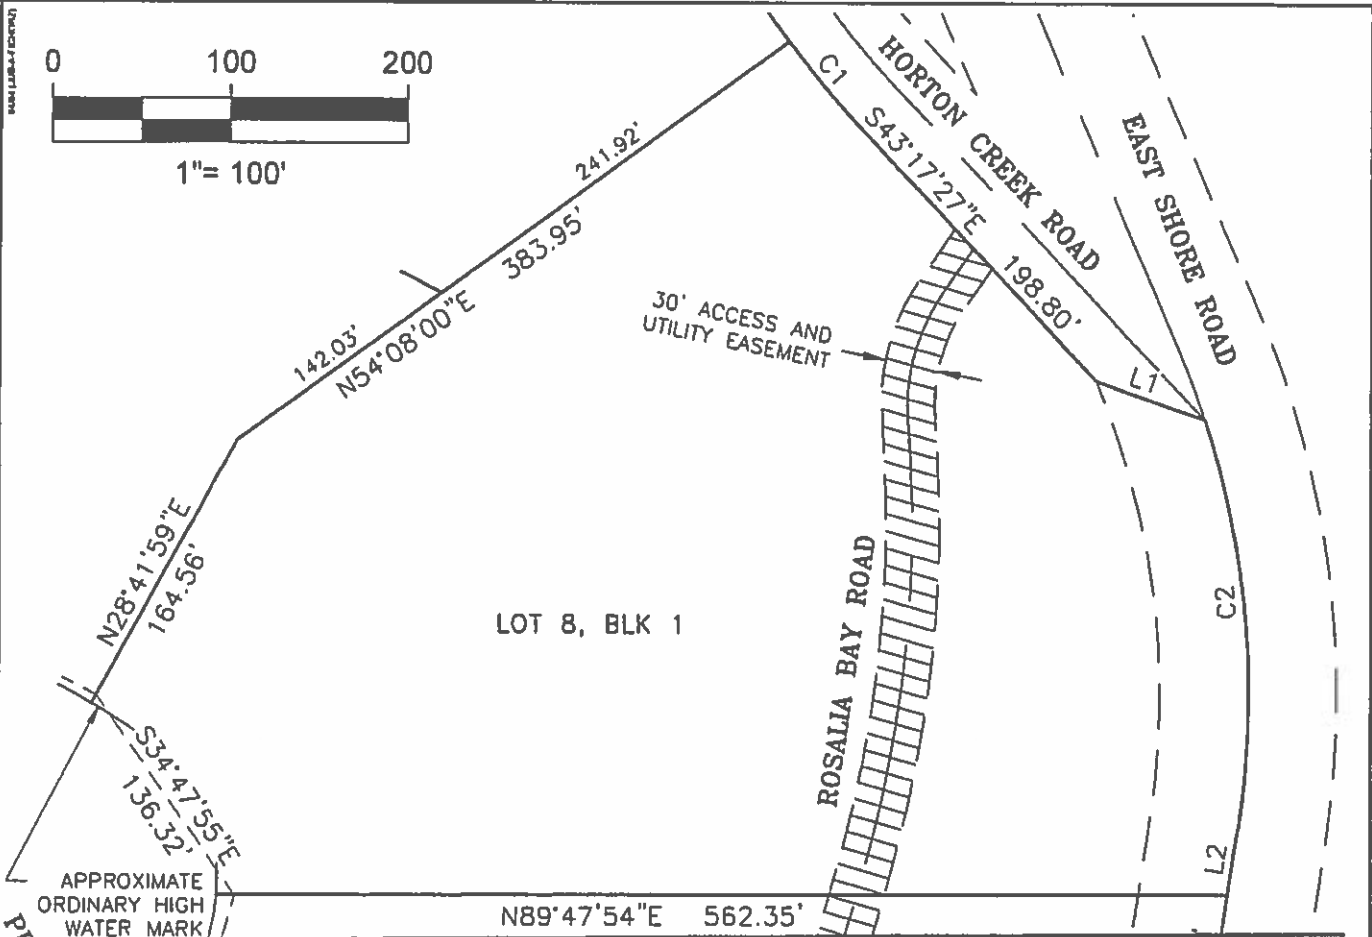 0 100 200
1"= 100'
C1
HORTON CREEK ROAD
EAST SHORE ROAD
S43°17'27"E
198.80'
241.92'
383.95'
142.03'
N54°08'00"E
30' ACCESS AND
UTILITY EASEMENT
L1
N28°41'59"E
164.56'
LOT 8, BLK 1
ROSALIA BAY ROAD
C2
S34°47'55"E
136.32'
L2
APPROXIMATE
ORDINARY HIGH
WATER MARK
N89°47'54"E 562.35'